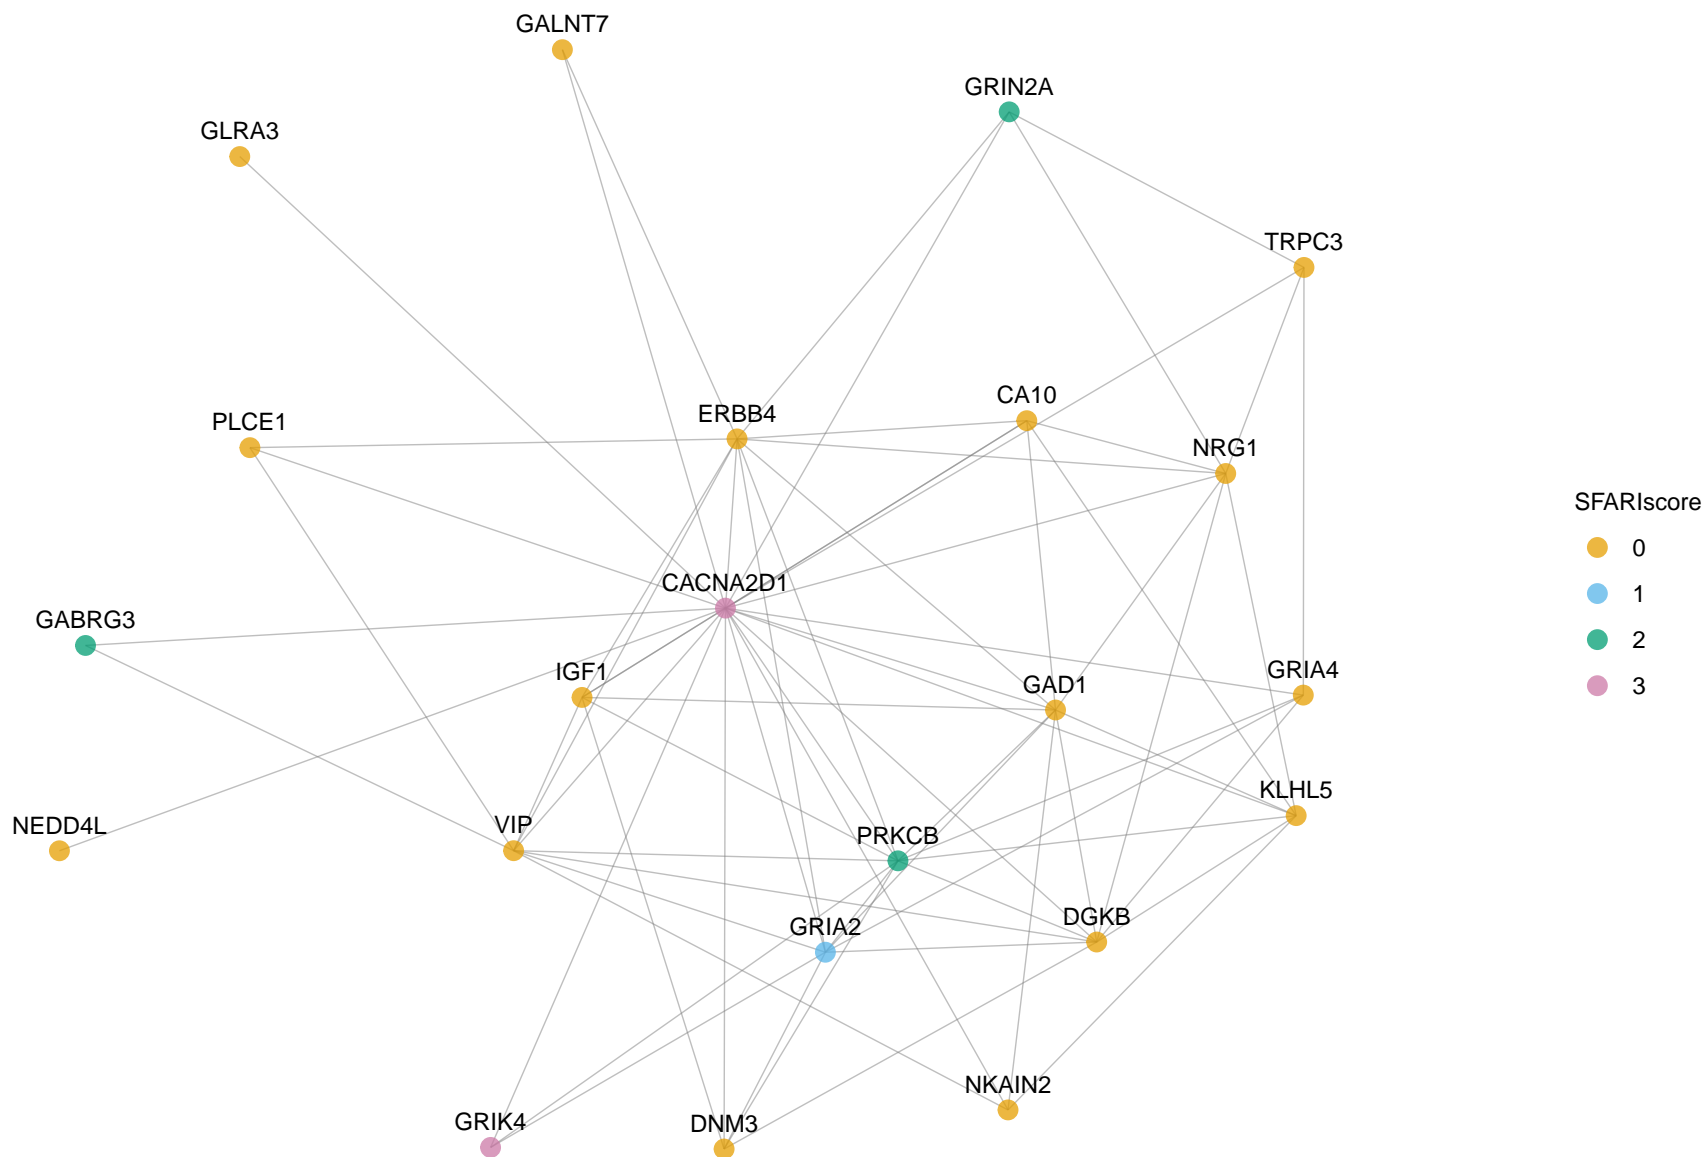 GALNT7
GRIN2A
GLRA3
TRPC3
CA10
ERBB4
PLCE1
NRG1
SFARIscore
0
1
2
3
CACNA2D1
GABRG3
IGF1
GAD1
GRIA4
KLHL5
NEDD4L
VIP
PRKCB
GRIA2
DGKB
NKAIN2
GRIK4
DNM3